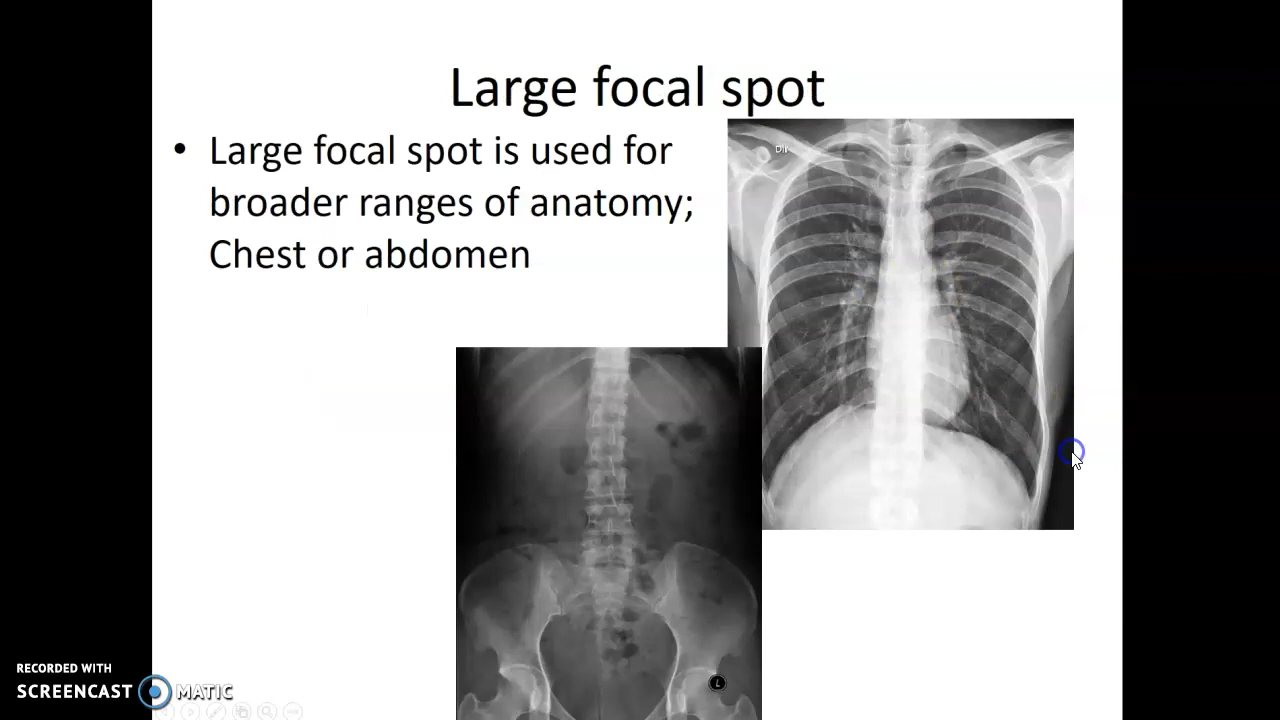 Large focal spot
• Large focal spot is used for
broader ranges of anatomy;
Chest or abdomen
L
RECORDED WITH
SCREENCAST MATIC